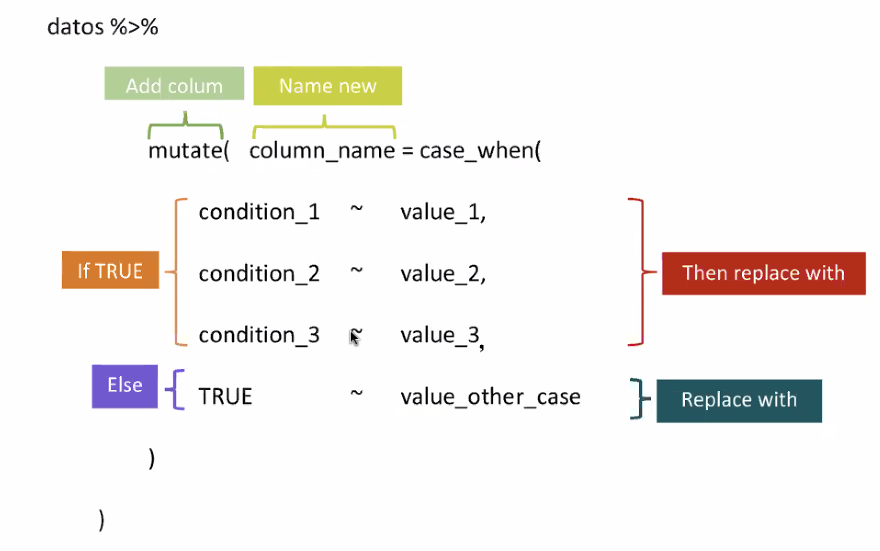 datos %>%
Add colum Name new
mutate( column_name = case_when(
condition_1 ~ value_1,
If TRUE condition_2 ~ value_2, Then replace with
condition_3 ~ value_3,
Else TRUE ~ value_other_case Replace with
)
)